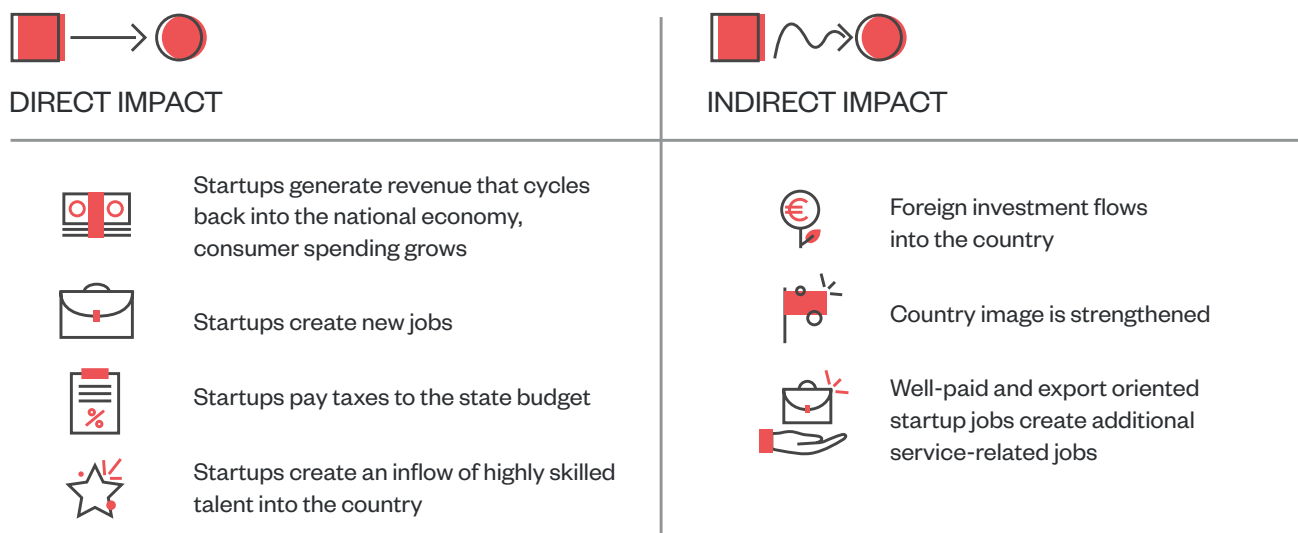 DIRECT IMPACT
Startups generate revenue that cycles
back into the national economy,
consumer spending grows
Startups create new jobs
%
Startups pay taxes to the state budget
Startups create an inflow of highly skilled
talent into the country
INDIRECT IMPACT
€
Foreign investment flows
into the country
Country image is strengthened
Well-paid and export oriented
startup jobs create additional
service-related jobs